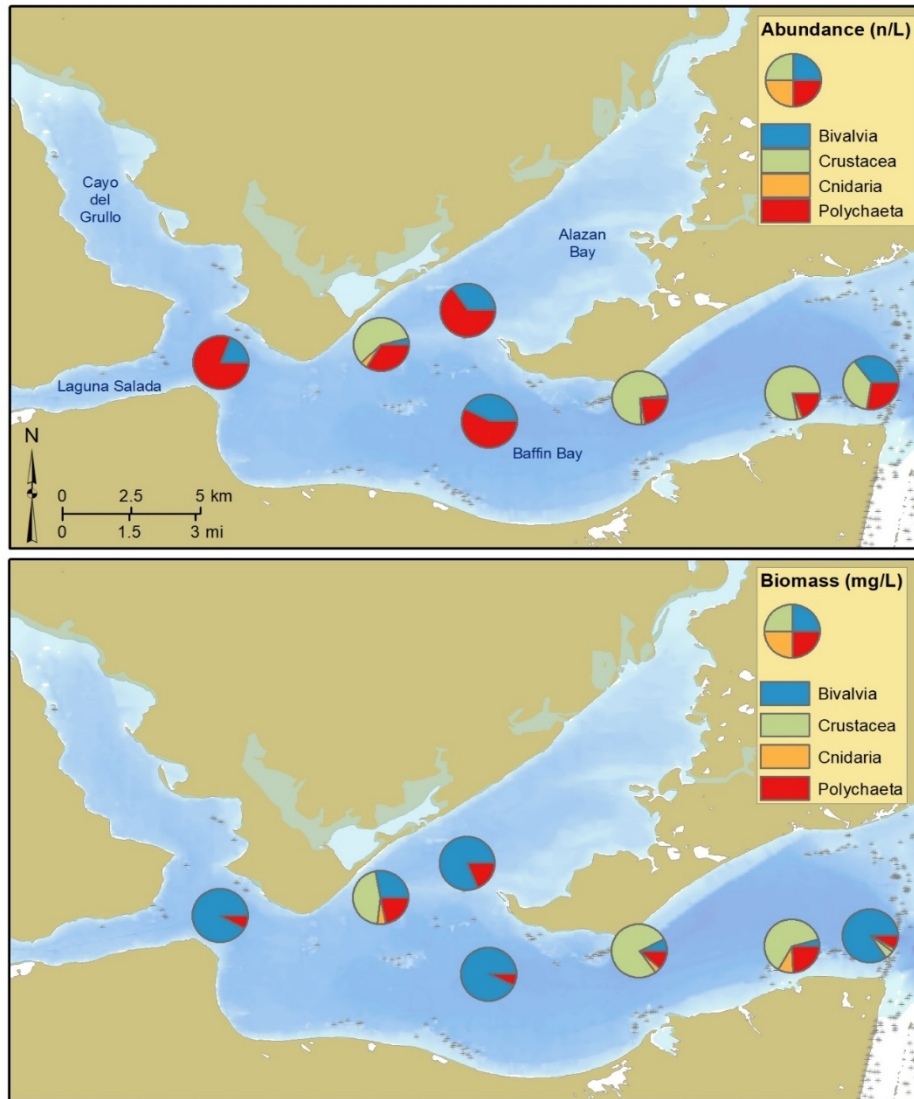 Abundance (n/L)
Bivalvia
Crustacea
Cnidaria
Polychaeta
Cayo
del
Grullo
Alazan
Bay
Laguna Salada
Baffin Bay
N
0 2.5 5 km
0 1.5 3 mi
Biomass (mg/L)
Bivalvia
Crustacea
Cnidaria
Polychaeta